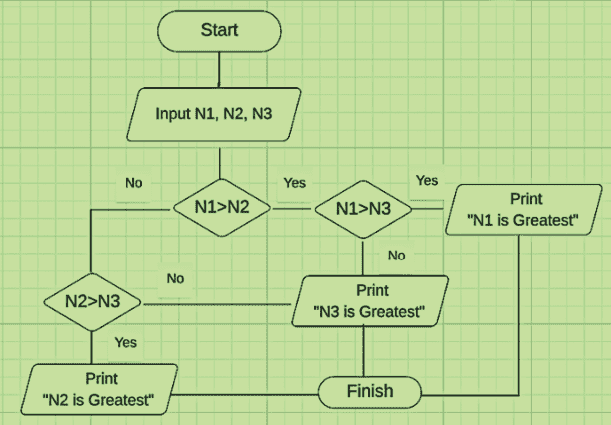 Start
Input N1, N2, N3
No
Yes
Yes
N1>N2
N1>N3
Print
"N1 is Greatest"
No
No
N2>N3
Print
"N3 is Greatest"
Yes
Print
"N2 is Greatest"
Finish